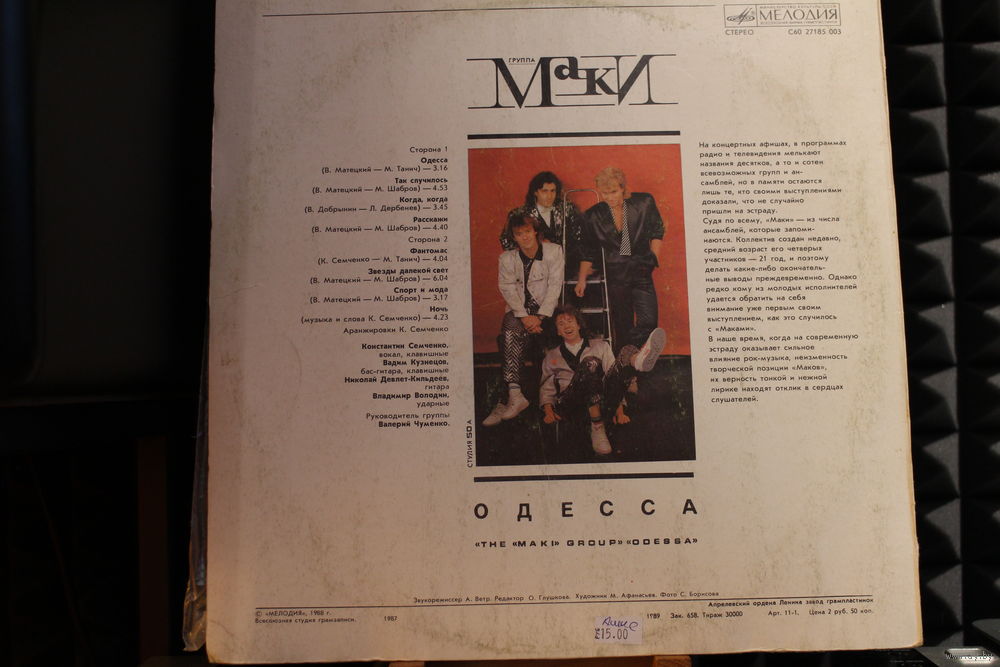 МИНИСТЕРСТВО КУЛЬТУРЫ СССР
МЕЛОДИЯ
СТЕРЕО С60 27185 003
ГРУППА
МАКИ
Сторона 1
Одесса
(В. Матецкий — М. Танич) — 3.16
Так спучилось
(В. Матецкий — М. Шабров) — 4.53
Когда, когда
(В. Добрынин — Л. Дербенев) — 3.45
Расскажи
(В. Матецкий — М. Шабров) — 4.40
Сторона 2
Фантомас
(К. Семченко — М. Танич) — 4.04
Звезды далекой свет
(В. Матецкий — М. Шабров) — 6.04
Спорт и мода
(В. Матецкий — М. Шабров) — 3.17
Ночь
(музыка и слова К. Семченко) — 4.23
Аранжировки К. Семченко
Константин Семченко,
вокал, клавишные
Вадим Кузнецов,
бас-гитара, клавишные
Николай Девлет-Кильдеев,
гитара
Владимир Володин,
ударные
Руководитель группы
Валерий Чуменко.
СТУДИЯ 50 А
На концертных афишах, в программах
радио и телевидения мелькают
названия десятков, а то и сотен
всевозможных групп и ан-
самблей, но в памяти остаются
лишь те, кто своими выступлениями
доказали, что не случайно
пришли на эстраду.
Судя по всему, «Маки» — из числа
ансамблей, которые запоми-
наются. Коллектив создан недавно,
средний возраст его четверых
участников — 21 год, и поэтому
делать какие-либо окончатель-
ные выводы преждевременно. Однако
редко кому из молодых исполнителей
удается обратить на себя
внимание уже первым своим
выступлением, как это случилось
с «Маками».
В наше время, когда на современную
эстраду оказывает сильное
влияние рок-музыка, неизменность
творческой позиции «Маков»,
их верность тонкой и нежной
лирике находят отклик в сердцах
слушателей.
ОДЕССА
«THE «MAKI» GROUP» «ODESSA»
Звукорежиссер А. Ветр. Редактор О. Глушкова. Художник М. Афанасьев. Фото С. Борисова
© «МЕЛОДИЯ», 1988 г.
Всесоюзная студия грамзаписи. 1987
Апрелевский ордена Ленина завод грампластинок
1989 Зак. 658. Тираж 30000 Арт. 11-1. Цена 2 руб. 50 коп.
£15.00